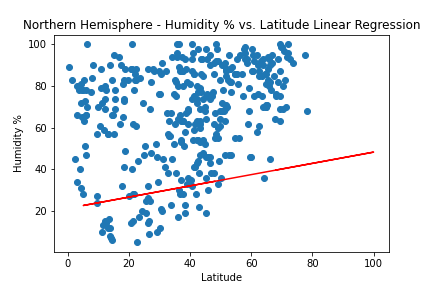 Northern Hemisphere - Humidity % vs. Latitude Linear Regression
100
80
60
40
20
Humidity %
0 20 40 60 80 100
Latitude